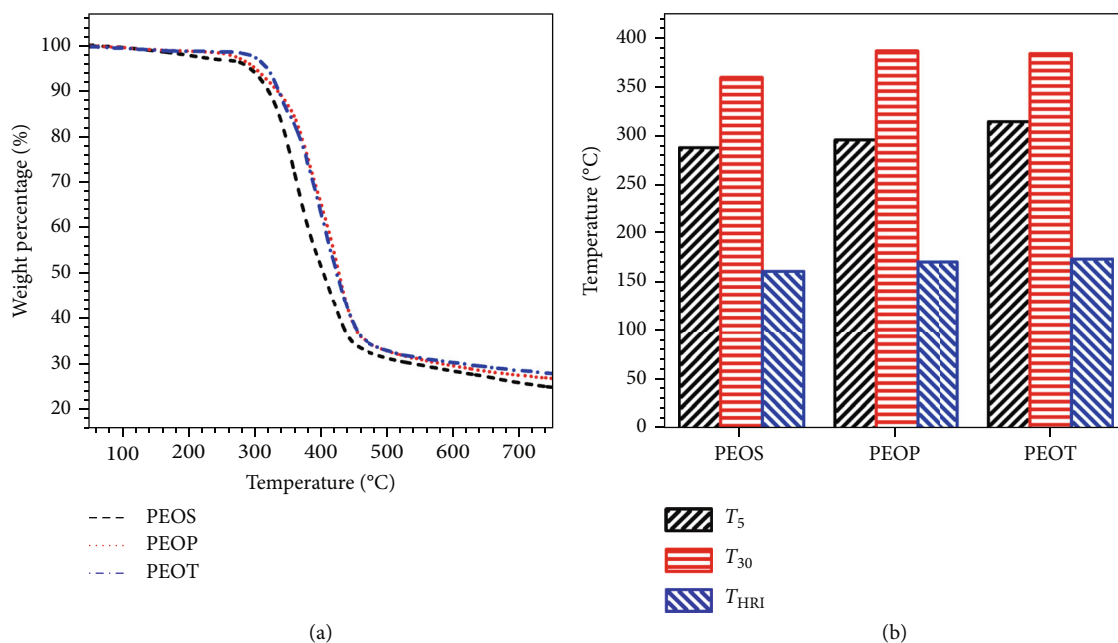 100
90
80
70
60
50
40
30
20
Weight percentage (%)
100 200 300 400 500 600 700
Temperature (°C)
PEOS
PEOP
PEOT
(a)
400
350
300
250
200
150
100
50
0
Temperature (°C)
PEOS PEOP PEOT
T5
T30
THRI
(b)